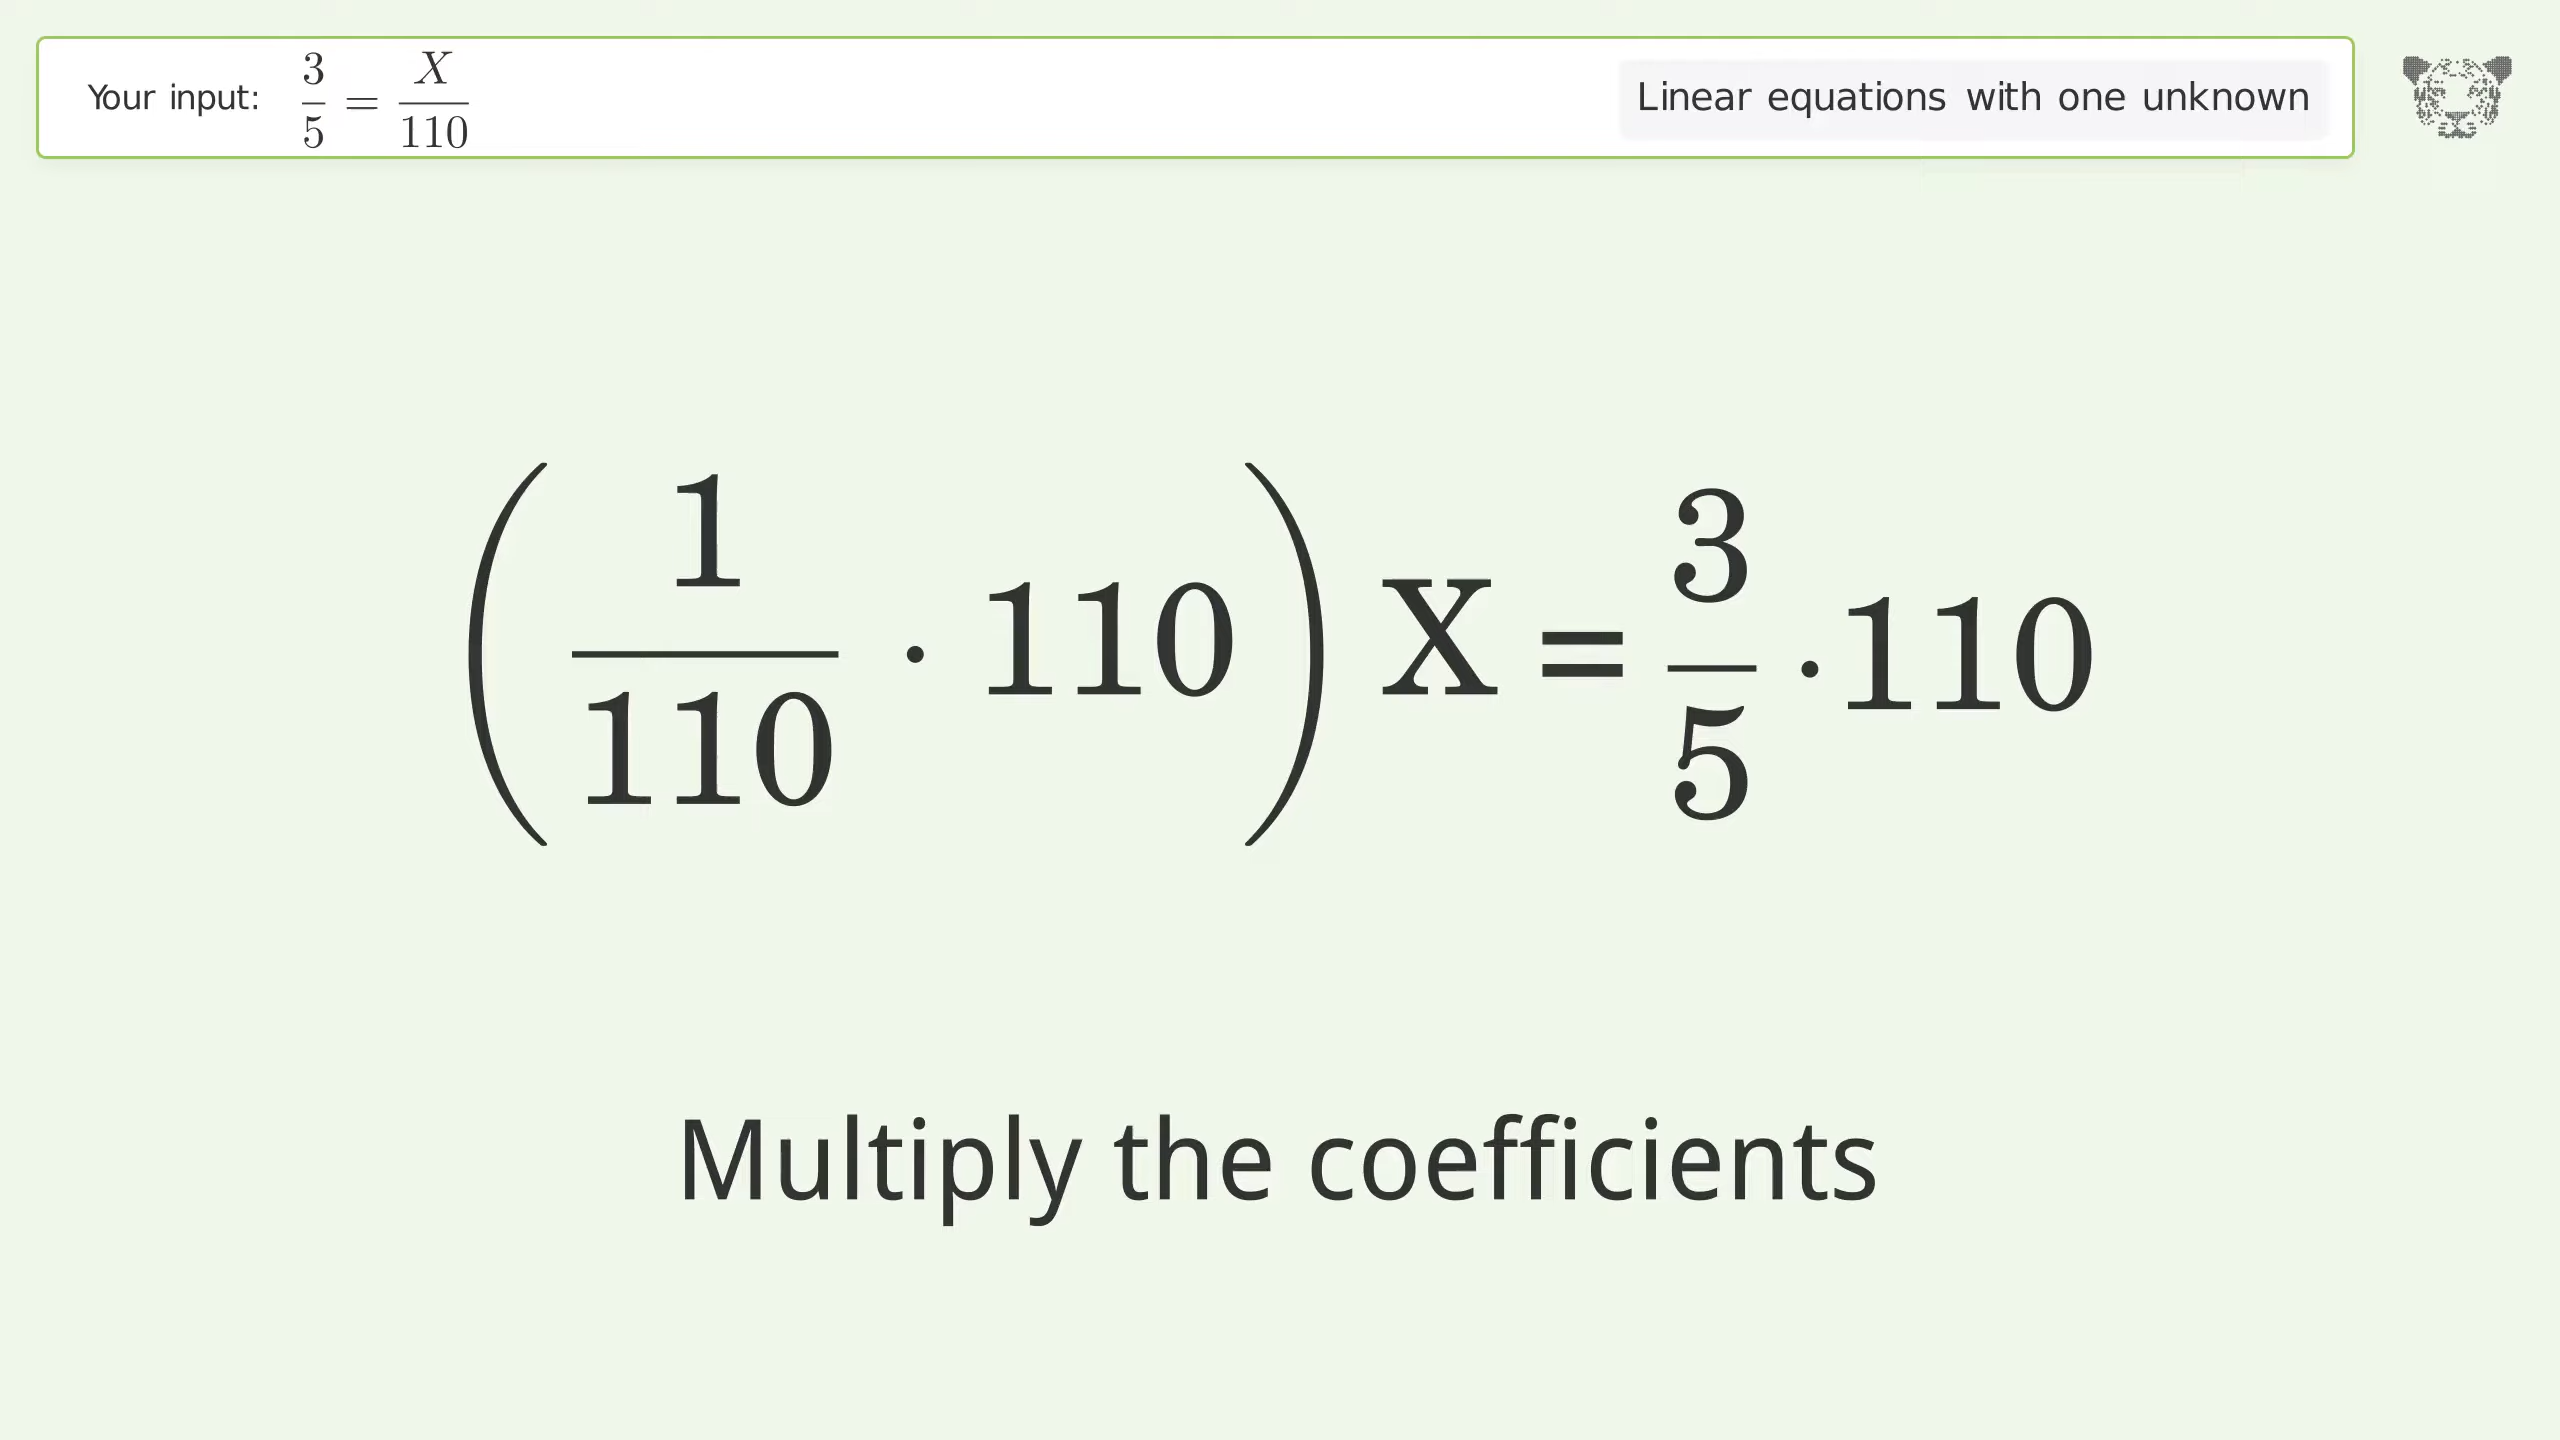 Your input: 3/5 = X/110
Linear equations with one unknown
(1/110 · 110) X = 3/5 · 110
Multiply the coefficients